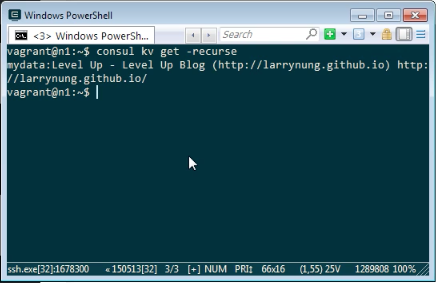 Windows PowerShell
<3> Windows PowerSh...
Search
vagrant@n1:~$ consul kv get -recurse
mydata:Level Up - Level Up Blog (http://larrynung.github.io) http:
//larrynung.github.io/
vagrant@n1:~$
ssh.exe[32]:1678300 «150513[32] 3/3 [+] NUM PRI‡ 66x16 (1,55) 25V 1289808 100%